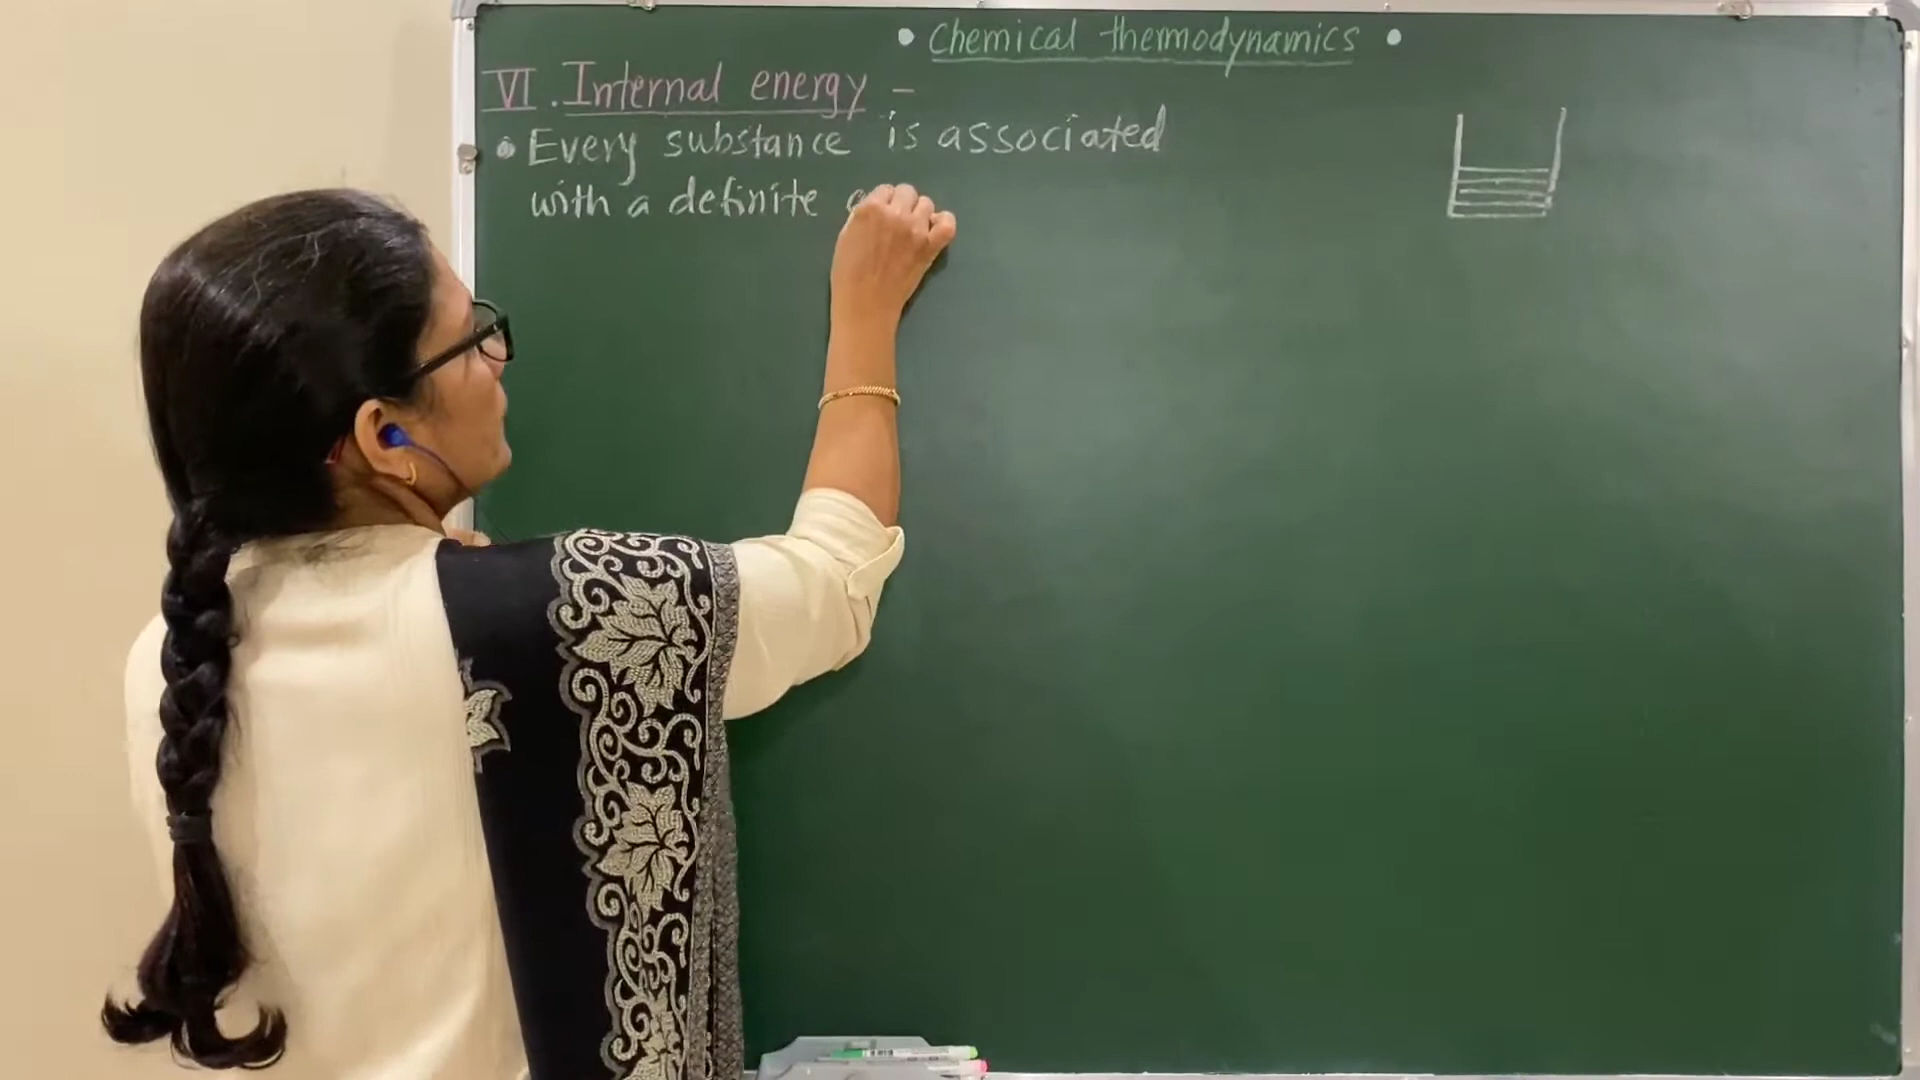 • Chemical thermodynamics •
VI. Internal energy -
• Every substance is associated
with a definite